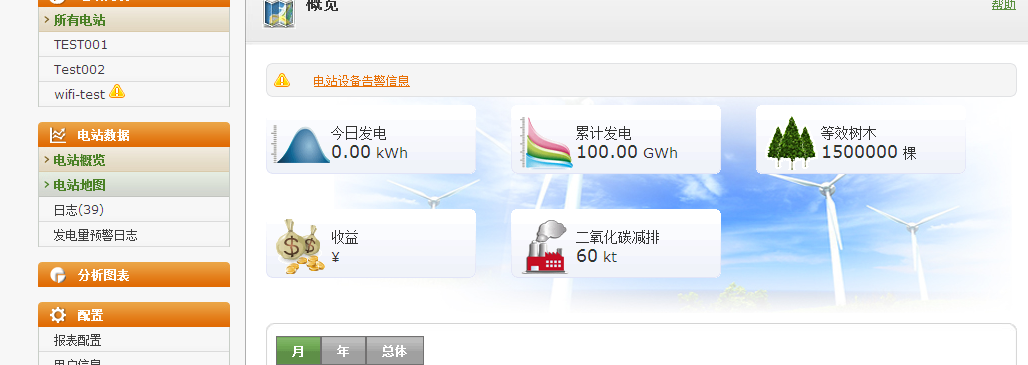 所有电站
TEST001
Test002
wifi-test
电站数据
电站概览
电站地图
日志(39)
发电量预警日志
分析图表
配置
报表配置
用户信息
概览
帮助
电站设备告警信息
今日发电
0.00 kWh
累计发电
100.00 GWh
等效树木
1500000 棵
收益
¥
二氧化碳减排
60 kt
月
年
总体